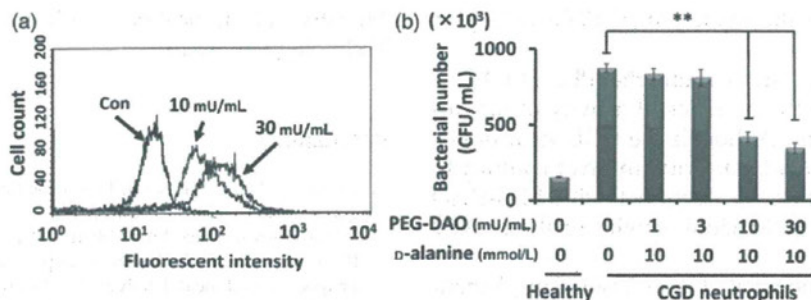 (a)
Cell count
200
160
120
80
40
0
Con
10 mU/mL
30 mU/mL
10⁰ 10¹ 10² 10³ 10⁴
Fluorescent intensity
(b)
(×10³)
Bacterial number
(CFU/mL)
1000
500
0
**
PEG-DAO (mU/mL) 0 0 1 3 10 30
D-alanine (mmol/L) 0 0 10 10 10 10
Healthy CGD neutrophils